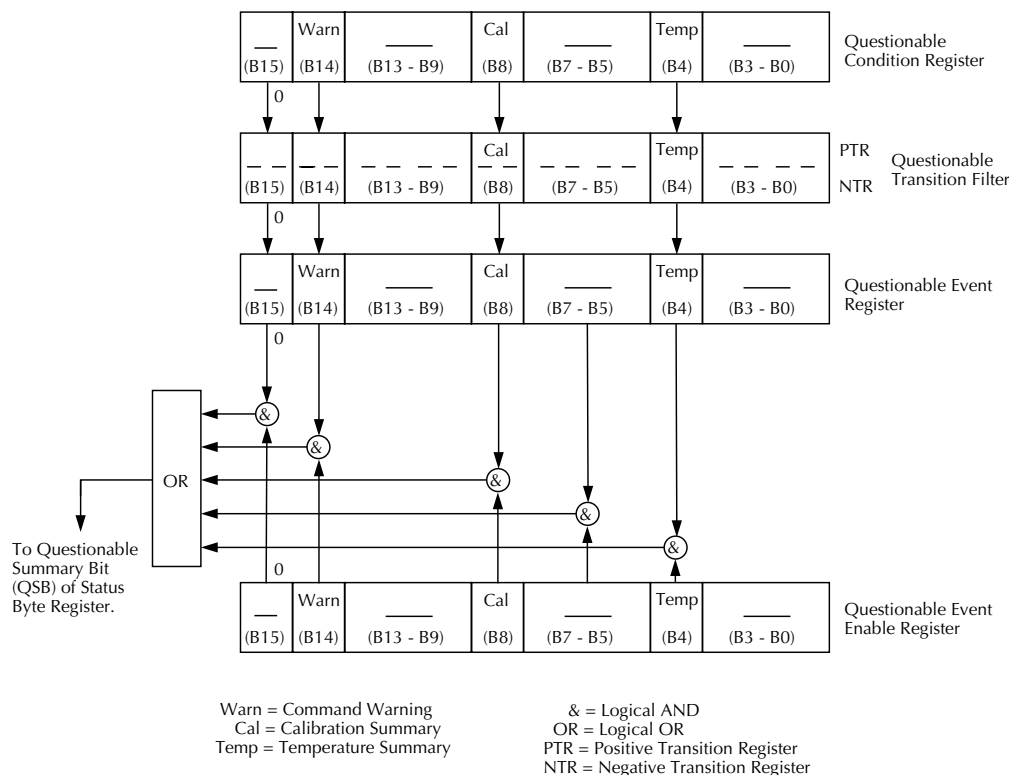 Warn Cal Temp
(B15) (B14) (B13 - B9) (B8) (B7 - B5) (B4) (B3 - B0)
Questionable
Condition Register
0
Cal Temp
(B15) (B14) (B13 - B9) (B8) (B7 - B5) (B4) (B3 - B0)
PTR
NTR
Questionable
Transition Filter
0
Warn Cal Temp
(B15) (B14) (B13 - B9) (B8) (B7 - B5) (B4) (B3 - B0)
Questionable Event
Register
0
&
&
&
&
&
OR
To Questionable
Summary Bit
(QSB) of Status
Byte Register.
0
Warn Cal Temp
(B15) (B14) (B13 - B9) (B8) (B7 - B5) (B4) (B3 - B0)
Questionable Event
Enable Register
Warn = Command Warning
Cal = Calibration Summary
Temp = Temperature Summary
& = Logical AND
OR = Logical OR
PTR = Positive Transition Register
NTR = Negative Transition Register